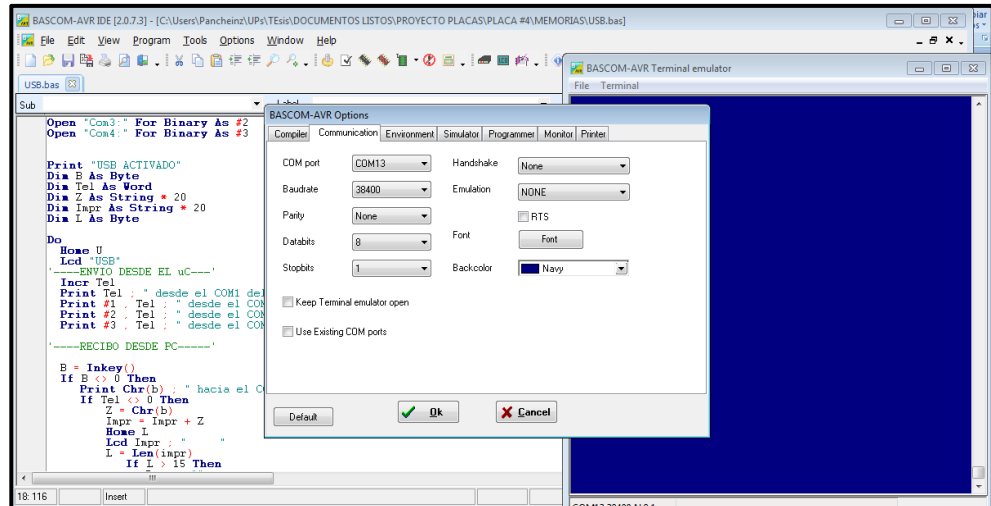 BASCOM-AVR IDE [2.0.7.3] - [C:\Users\Pancheinz\UPs\TEsis\DOCUMENTOS LISTOS\PROYECTO PLACAS\PLACA #4\MEMORIAS\USB.bas]
File Edit View Program Tools Options Window Help
USB.bas
Sub
Label
BASCOM-AVR Terminal emulator
File Terminal
Open "Com3:" For Binary As #2
Open "Com4:" For Binary As #3
Print "USB ACTIVADO"
Dim B As Byte
Dim Tel As Word
Dim Z As String * 20
Dim Impr As String * 20
Dim L As Byte
Do
Home U
Lcd "USB"
'----ENVIO DESDE EL uC---'
Incr Tel
Print Tel ; " desde el COM1 del
Print #1 , Tel ; " desde el COM
Print #2 , Tel ; " desde el COM
Print #3 , Tel ; " desde el COM
'----RECIBO DESDE PC-----'
B = Inkey()
If B <> 0 Then
Print Chr(b) ; " hacia el C
If Tel <> 0 Then
Z = Chr(b)
Impr = Impr + Z
Home L
Lcd Impr ; "     "
L = Len(impr)
If L > 15 Then
BASCOM-AVR Options
Compiler Communication Environment Simulator Programmer Monitor Printer
COM port COM13 Handshake None
Baudrate 38400 Emulation NONE
Parity None RTS
Databits 8 Font Font
Stopbits 1 Backcolor Navy
Keep Terminal emulator open
Use Existing COM ports
Default Ok Cancel
18: 116 Insert